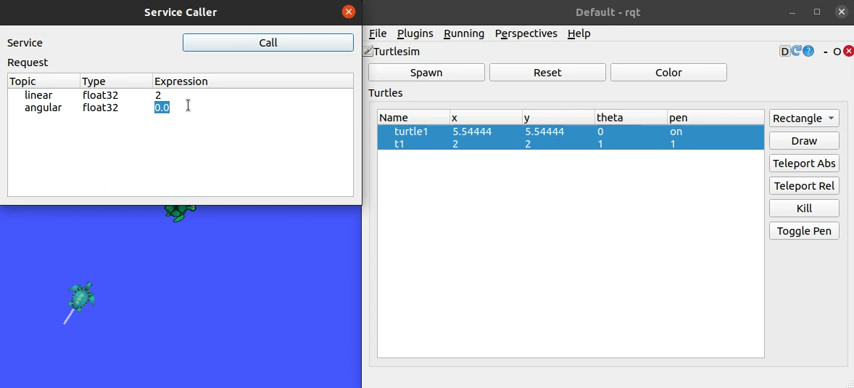 Service Caller
Service
Call
Request
Topic Type Expression
linear float32 2
angular float32 0.0
Default - rqt
File Plugins Running Perspectives Help
Turtlesim
D C ? - O
Spawn Reset Color
Turtles
Name x y theta pen
turtle1 5.54444 5.54444 0 on
t1 2 2 1 1
Rectangle
Draw
Teleport Abs
Teleport Rel
Kill
Toggle Pen